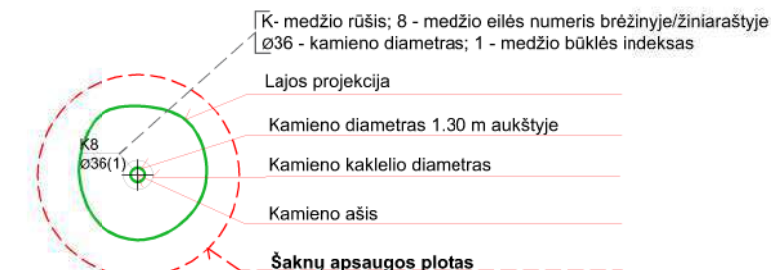 K- medžio rūšis; 8 - medžio eilės numeris brėžinyje/žiniaraštyje
ø36 - kamieno diametras; 1 - medžio būklės indeksas
Lajos projekcija
Kamieno diametras 1.30 m aukštyje
K8
ø36(1)
Kamieno kaklelio diametras
Kamieno ašis
Šaknų apsaugos plotas